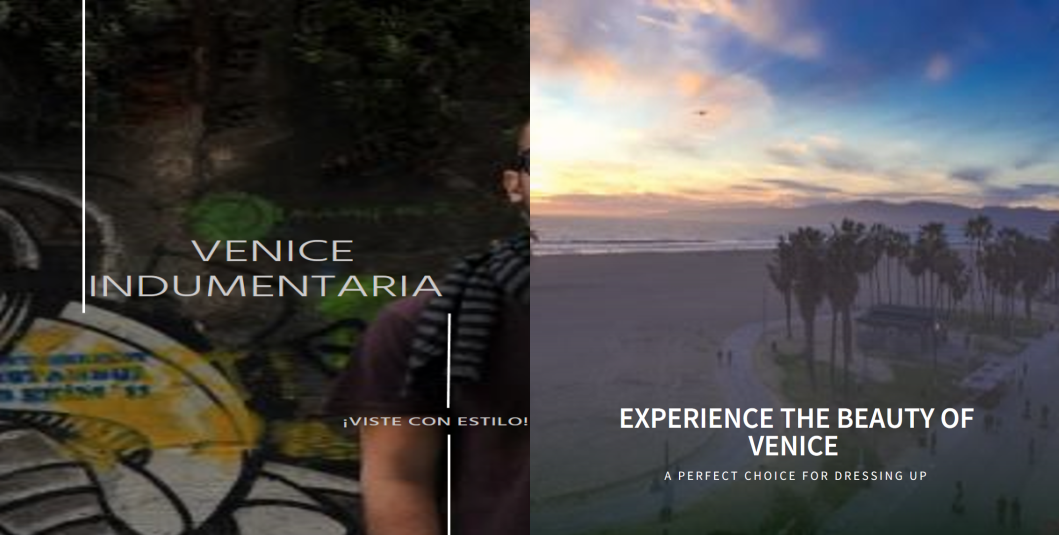 VENICE
INDUMENTARIA
¡VISTE CON ESTILO!
EXPERIENCE THE BEAUTY OF
VENICE
A PERFECT CHOICE FOR DRESSING UP